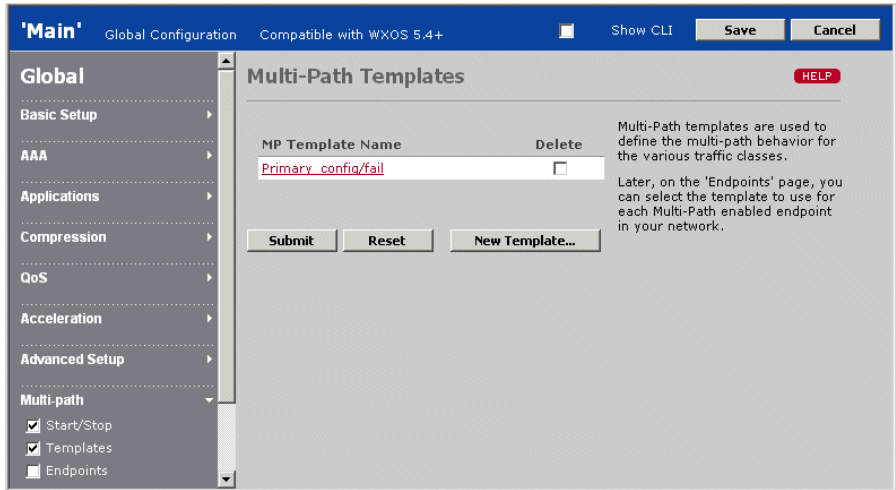 'Main' Global Configuration Compatible with WXOS 5.4+ Show CLI Save Cancel
Global
Basic Setup
AAA
Applications
Compression
QoS
Acceleration
Advanced Setup
Multi-path
Start/Stop
Templates
Endpoints
Multi-Path Templates HELP
MP Template Name Delete
Primary_config/fail
Submit Reset New Template...
Multi-Path templates are used to
define the multi-path behavior for
the various traffic classes.
Later, on the 'Endpoints' page, you
can select the template to use for
each Multi-Path enabled endpoint
in your network.